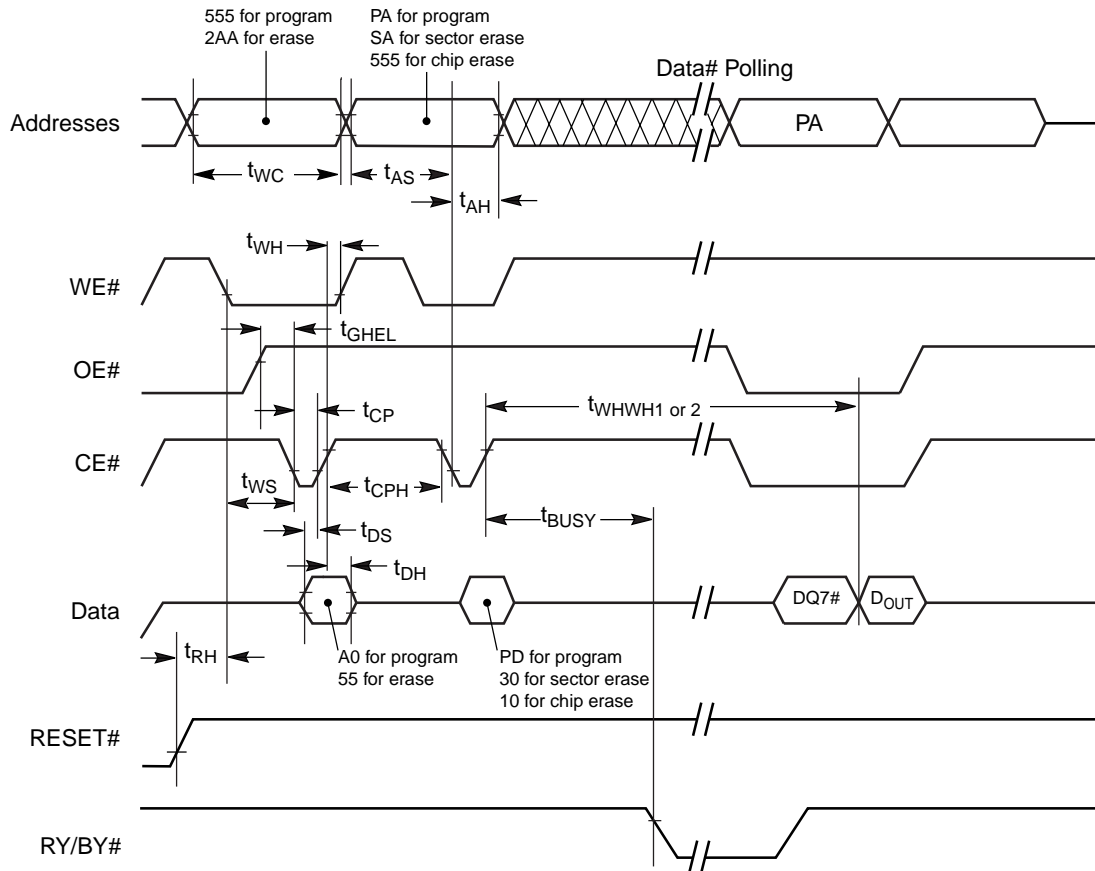 555 for program
2AA for erase
PA for program
SA for sector erase
555 for chip erase
Data# Polling
Addresses
PA
tWC
tAS
tAH
tWH
WE#
tGHEL
OE#
tWHWH1 or 2
tCP
CE#
tWS
tCPH
tBUSY
tDS
tDH
Data
DQ7#
DOUT
tRH
A0 for program
55 for erase
PD for program
30 for sector erase
10 for chip erase
RESET#
RY/BY#